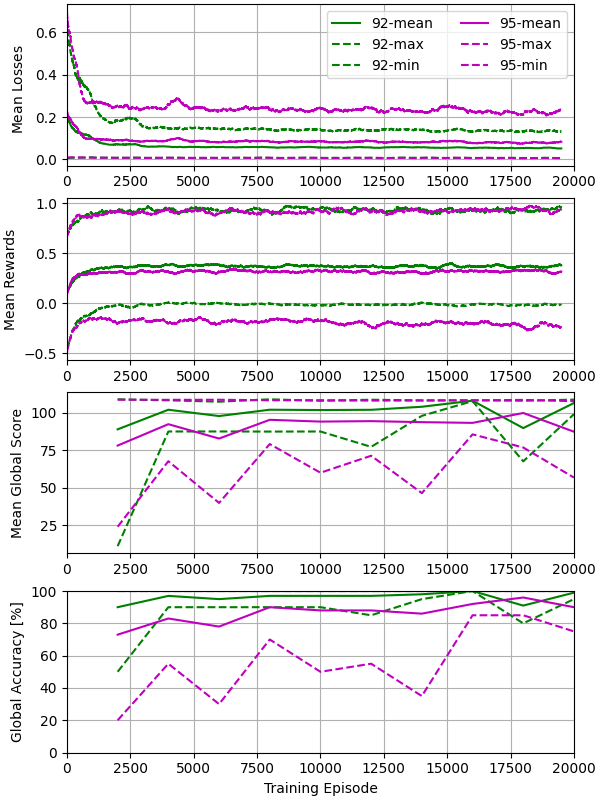 Mean Losses
0.6
0.4
0.2
0.0
92-mean
92-max
92-min
95-mean
95-max
95-min
0 2500 5000 7500 10000 12500 15000 17500 20000
Mean Rewards
1.0
0.5
0.0
−0.5
0 2500 5000 7500 10000 12500 15000 17500 20000
Mean Global Score
100
75
50
25
0 2500 5000 7500 10000 12500 15000 17500 20000
Global Accuracy [%]
100
80
60
40
20
0
0 2500 5000 7500 10000 12500 15000 17500 20000
Training Episode